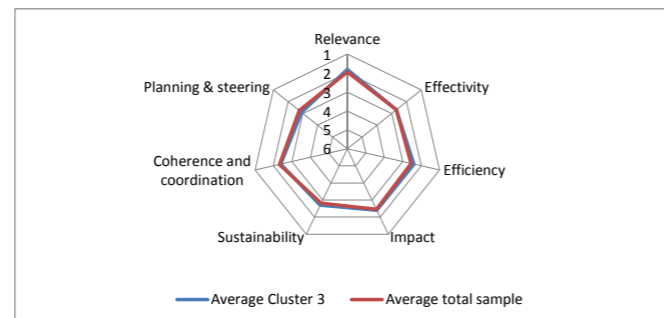 Relevance
1
2
3
4
5
6
Planning & steering
Effectivity
Coherence and
coordination
Efficiency
Sustainability
Impact
Average Cluster 3
Average total sample